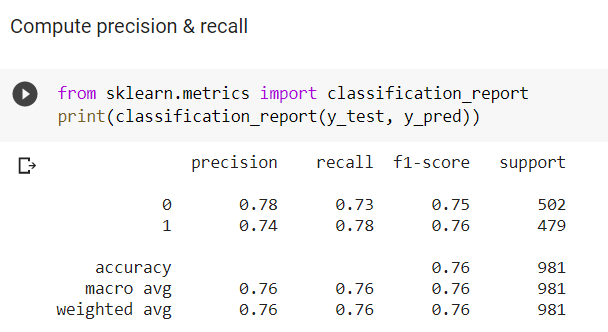 Compute precision & recall
from sklearn.metrics import classification_report
print(classification_report(y_test, y_pred))
precision recall f1-score support
0 0.78 0.73 0.75 502
1 0.74 0.78 0.76 479
accuracy 0.76 981
macro avg 0.76 0.76 0.76 981
weighted avg 0.76 0.76 0.76 981